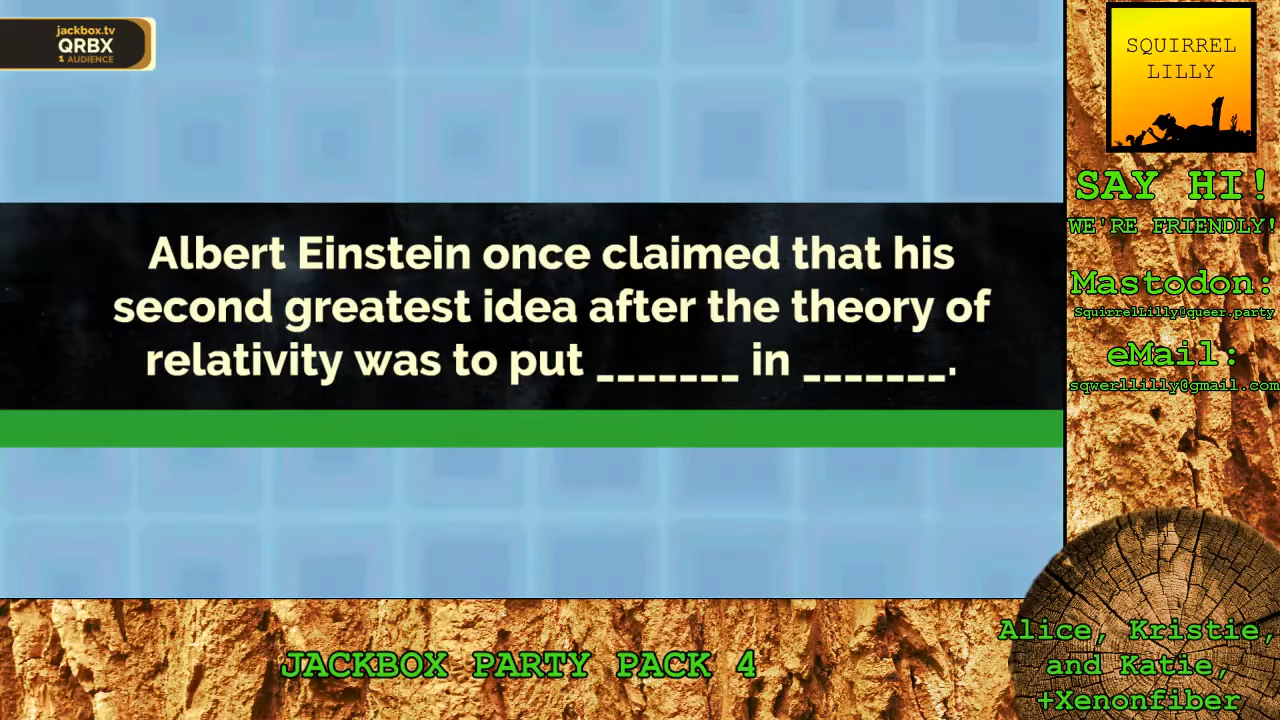 jackbox.tv
QRBX
1 AUDIENCE
Albert Einstein once claimed that his
second greatest idea after the theory of
relativity was to put _______ in _______.
SQUIRREL
LILLY
SAY HI!
WE'RE FRIENDLY!
Mastodon:
SquirrelLilly@queer.party
eMail:
sqwerllilly@gmail.com
JACKBOX PARTY PACK 4
Alice, Kristie,
and Katie,
+Xenonfiber